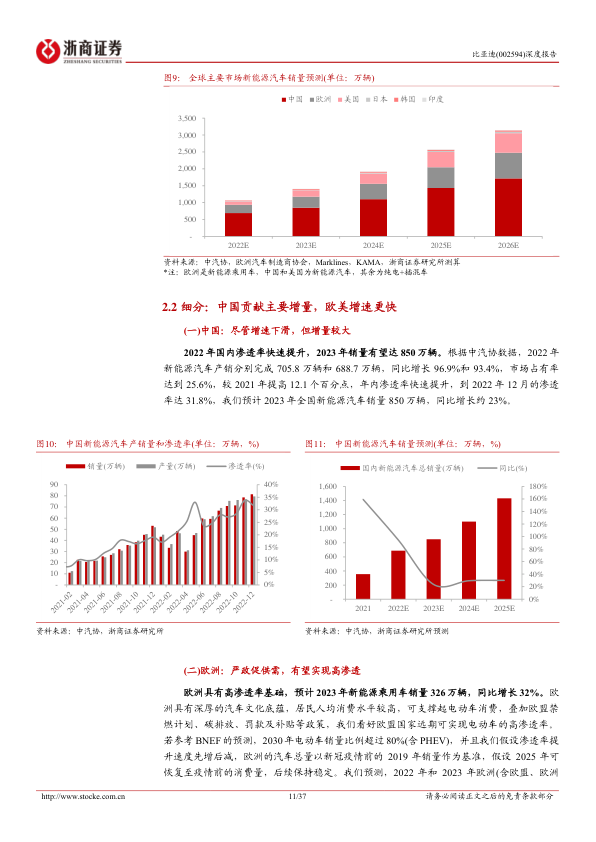 浙商证券
ZHESHANG SECURITIES
比亚迪(002594)深度报告
图9： 全球主要市场新能源汽车销量预测(单位：万辆)
中国 欧洲 美国 日本 韩国 印度
3,500
3,000
2,500
2,000
1,500
1,000
500
-
2022E 2023E 2024E 2025E 2026E
资料来源：中汽协，欧洲汽车制造商协会，Marklines，KAMA，浙商证券研究所测算
*注：欧洲是新能源乘用车，中国和美国为新能源汽车，其余为纯电+插混车
2.2 细分：中国贡献主要增量，欧美增速更快
(一)中国：尽管增速下滑，但增量较大
2022 年国内渗透率快速提升，2023 年销量有望达 850 万辆。根据中汽协数据，2022 年
新能源汽车产销分别完成 705.8 万辆和 688.7 万辆，同比增长 96.9%和 93.4%，市场占有率
达到 25.6%，较 2021 年提高 12.1 个百分点，年内渗透率快速提升，到 2022 年 12 月的渗透
率达 31.8%，我们预计 2023 年全国新能源汽车销量 850 万辆，同比增长约 23%。
图10： 中国新能源汽车产销量和渗透率(单位：万辆，%)
销量(万辆) 产量(万辆) 渗透率(%)
90
80
70
60
50
40
30
20
10
-
40%
35%
30%
25%
20%
15%
10%
5%
0%
2021-02 2021-04 2021-06 2021-08 2021-10 2021-12 2022-02 2022-04 2022-06 2022-08 2022-10 2022-12
资料来源：中汽协，浙商证券研究所
图11： 中国新能源汽车销量预测(单位：万辆，%)
国内新能源汽车总销量(万辆) 同比(%)
1,600
1,400
1,200
1,000
800
600
400
200
-
180%
160%
140%
120%
100%
80%
60%
40%
20%
0%
2021 2022E 2023E 2024E 2025E
资料来源：中汽协，浙商证券研究所预测
(二)欧洲：严政促供需，有望实现高渗透
欧洲具有高渗透率基础，预计 2023 年新能源乘用车销量 326 万辆，同比增长 32%。欧
洲具有深厚的汽车文化底蕴，居民人均消费水平较高，可支撑起电动车消费，叠加欧盟禁
燃计划，碳排放、罚款及补贴等政策，我们看好欧盟国家远期可实现电动车的高渗透率。
若参考 BNEF 的预测，2030 年电动车销量比例超过 80%(含 PHEV)，并且我们假设渗透率提
升速度先增后减，欧洲的汽车总量以新冠疫情前的 2019 年销量作为基准，假设 2025 年可
恢复至疫情前的消费量，后续保持稳定。我们预测，2022 年和 2023 年欧洲(含欧盟、欧洲
http://www.stocke.com.cn
11/37
请务必阅读正文之后的免责条款部分